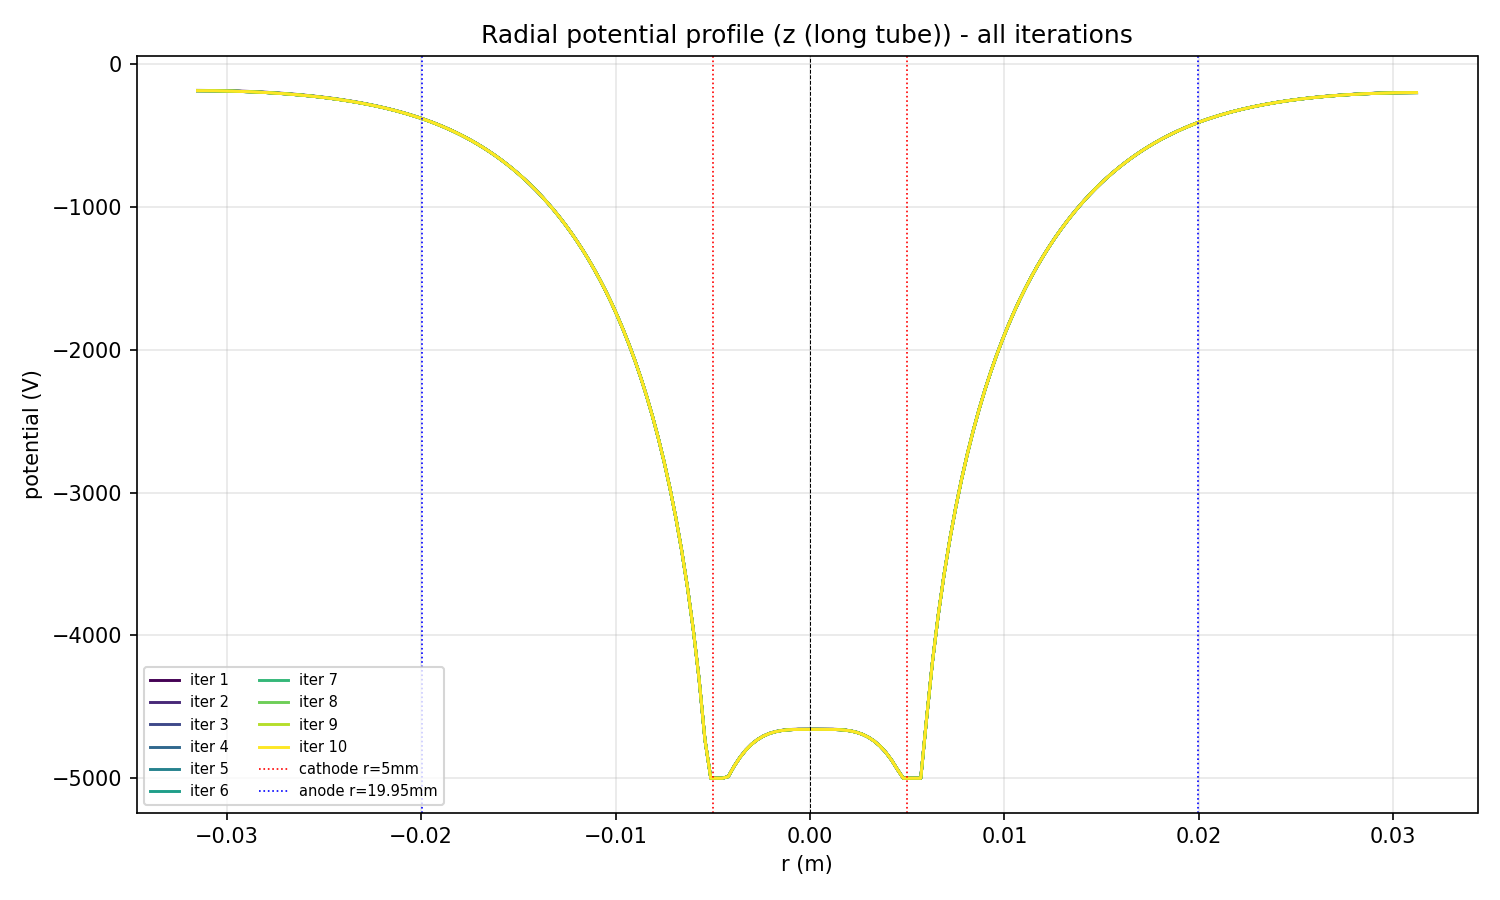 Radial potential profile (z (long tube)) - all iterations
potential (V)
0
−1000
−2000
−3000
−4000
−5000
iter 1
iter 2
iter 3
iter 4
iter 5
iter 6
iter 7
iter 8
iter 9
iter 10
cathode r=5mm
anode r=19.95mm
−0.03
−0.02
−0.01
0.00
0.01
0.02
0.03
r (m)